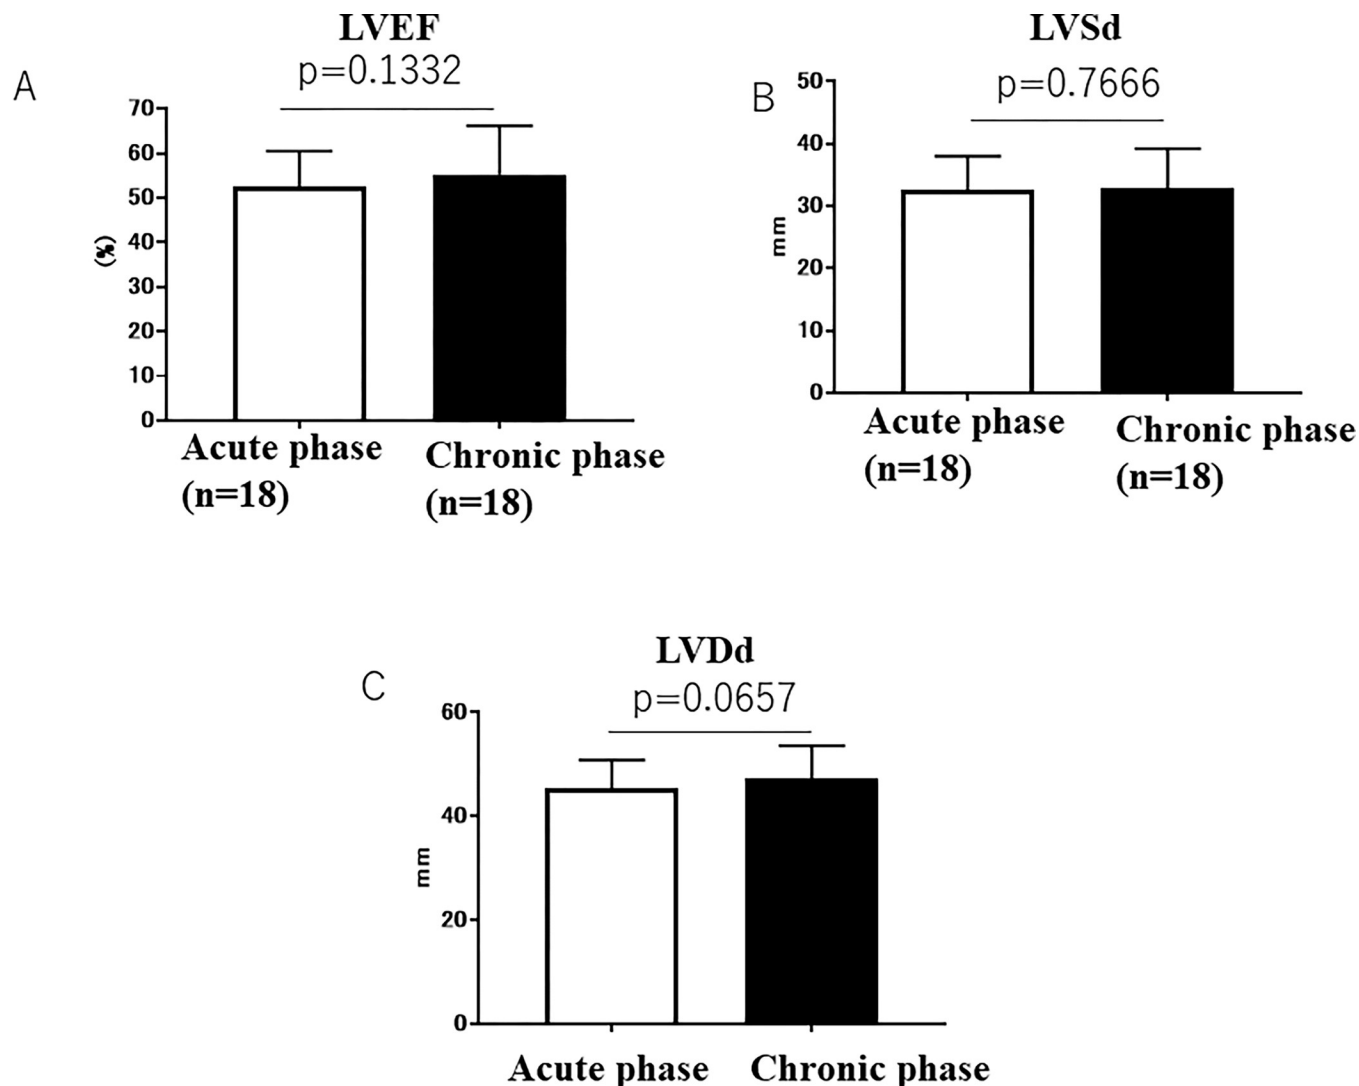 LVEF
p=0.1332
A
70
60
50
40
30
20
10
0
(%)
Acute phase
(n=18)
Chronic phase
(n=18)
LVSd
p=0.7666
B
50
40
30
20
10
0
mm
Acute phase
(n=18)
Chronic phase
(n=18)
LVDd
p=0.0657
C
60
40
20
0
mm
Acute phase
Chronic phase